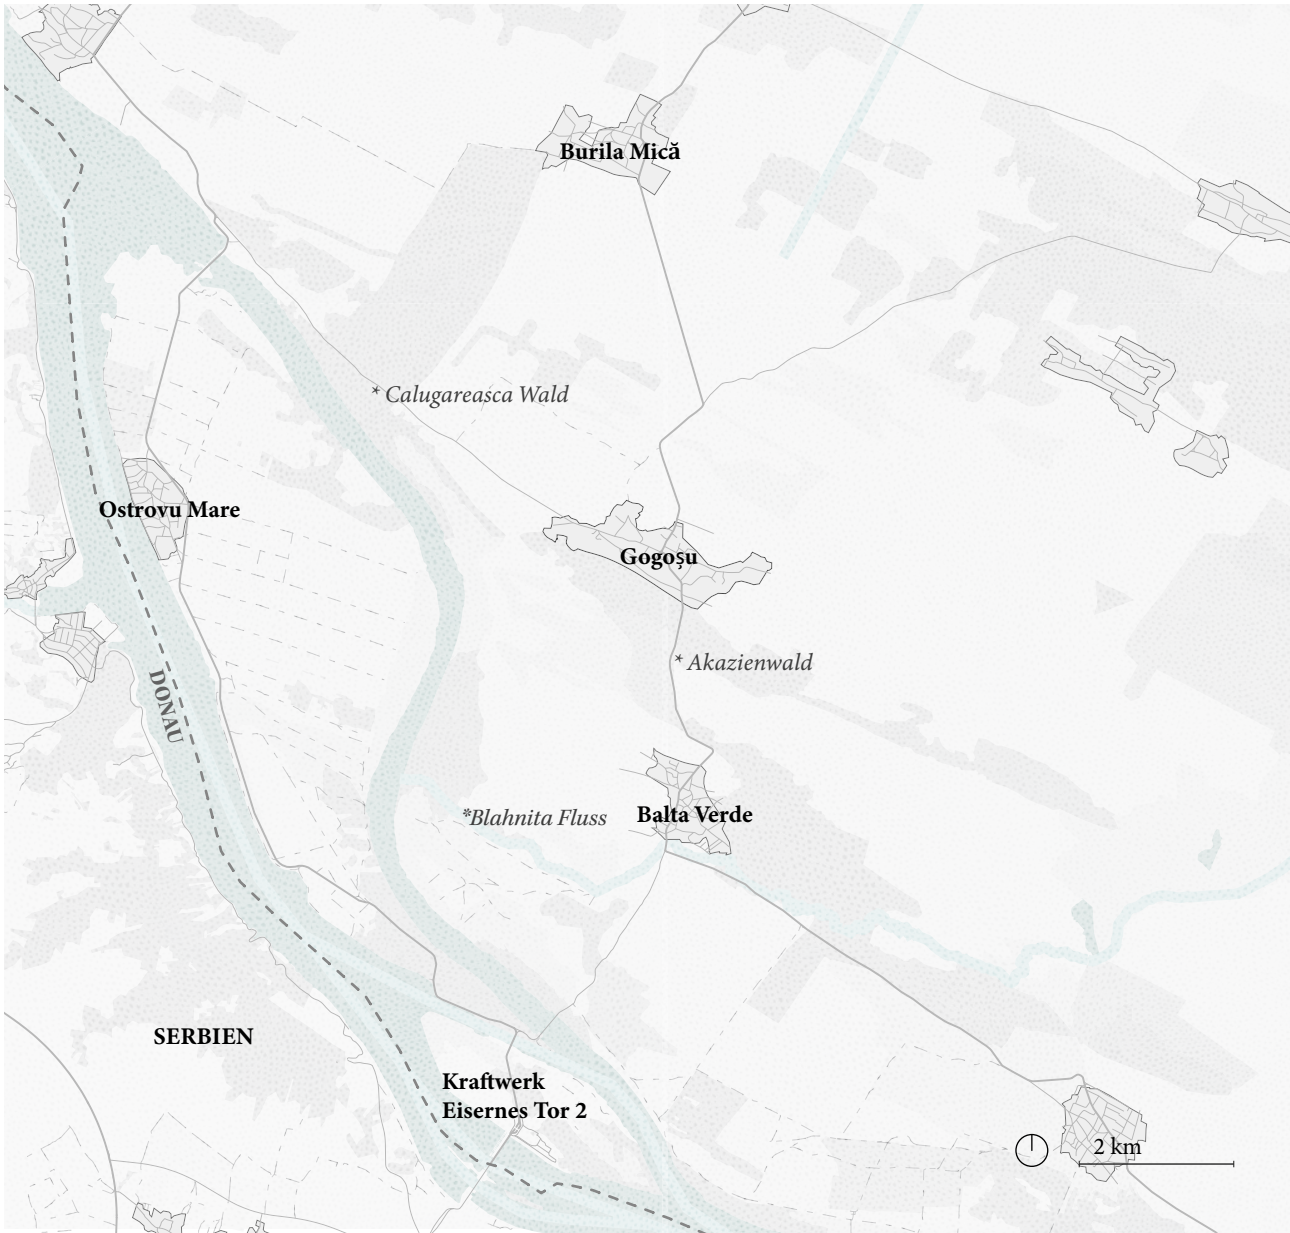 Burila Mică
* Calugareasca Wald
Ostrovu Mare
Gogoșu
* Akazienwald
DONAU
*Blahnita Fluss
Balta Verde
SERBIEN
Kraftwerk
Eisernes Tor 2
2 km